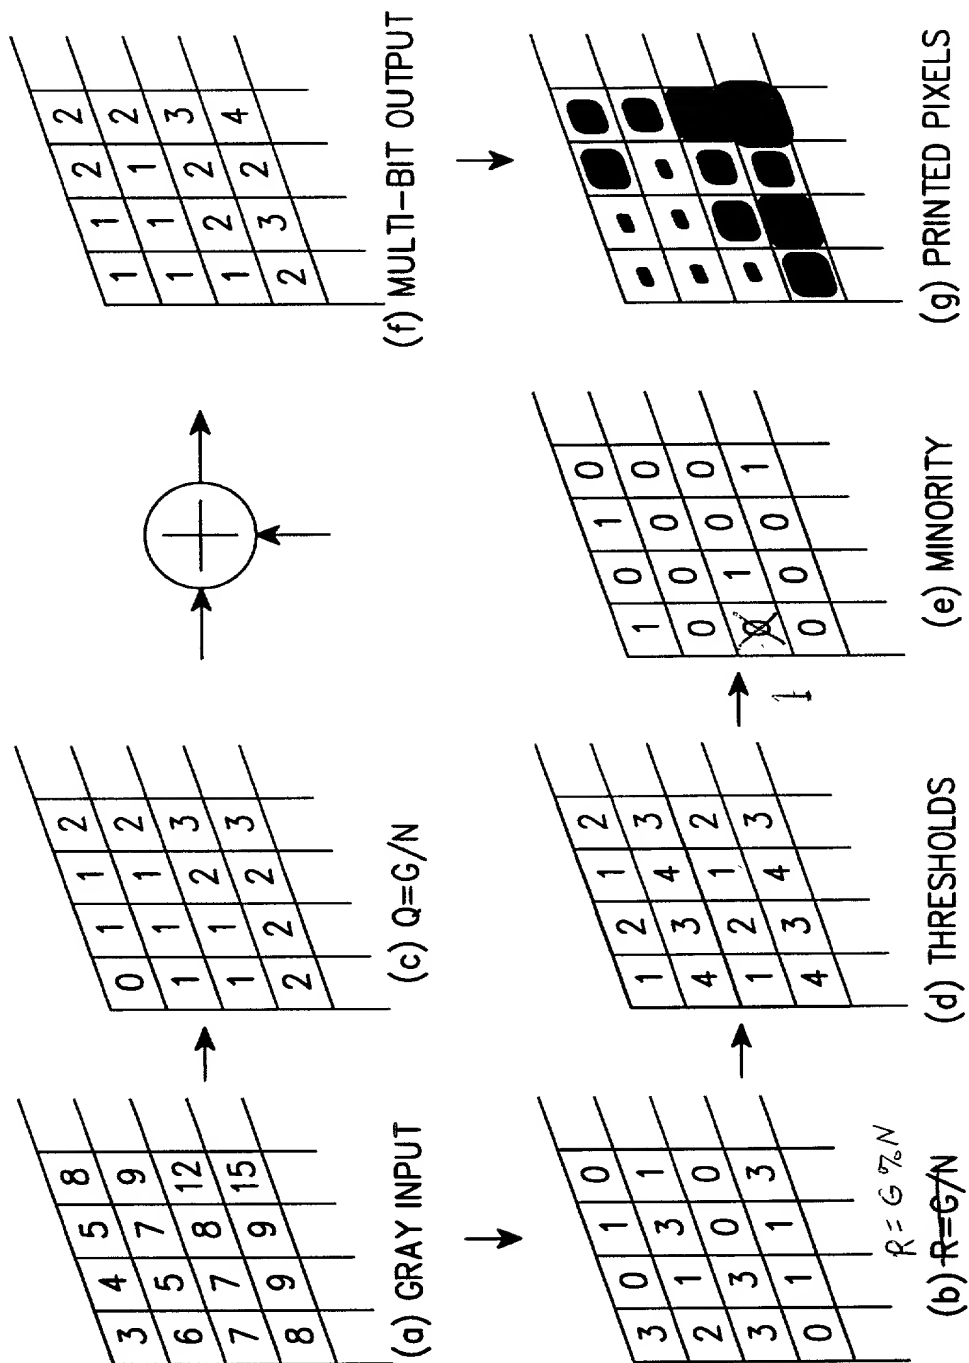 3 4 5 8
6 5 7 9
7 7 8 12
8 9 9 15
(a) GRAY INPUT
0 1 1 2
1 1 1 2
1 1 2 3
2 2 2 3
(c) Q=G/N
+
1 1 2 2
1 1 1 2
1 2 2 3
2 3 2 4
(f) MULTI-BIT OUTPUT
3 0 1 0
2 1 3 1
3 3 0 0
0 1 1 3
R=G%N
(b) R=G/N
1 2 1 2
4 3 4 3
1 2 1 2
4 3 4 3
(d) THRESHOLDS
1
1 0 1 0
0 0 0 0
0 1 0 0
0 0 0 1
(e) MINORITY
(g) PRINTED PIXELS